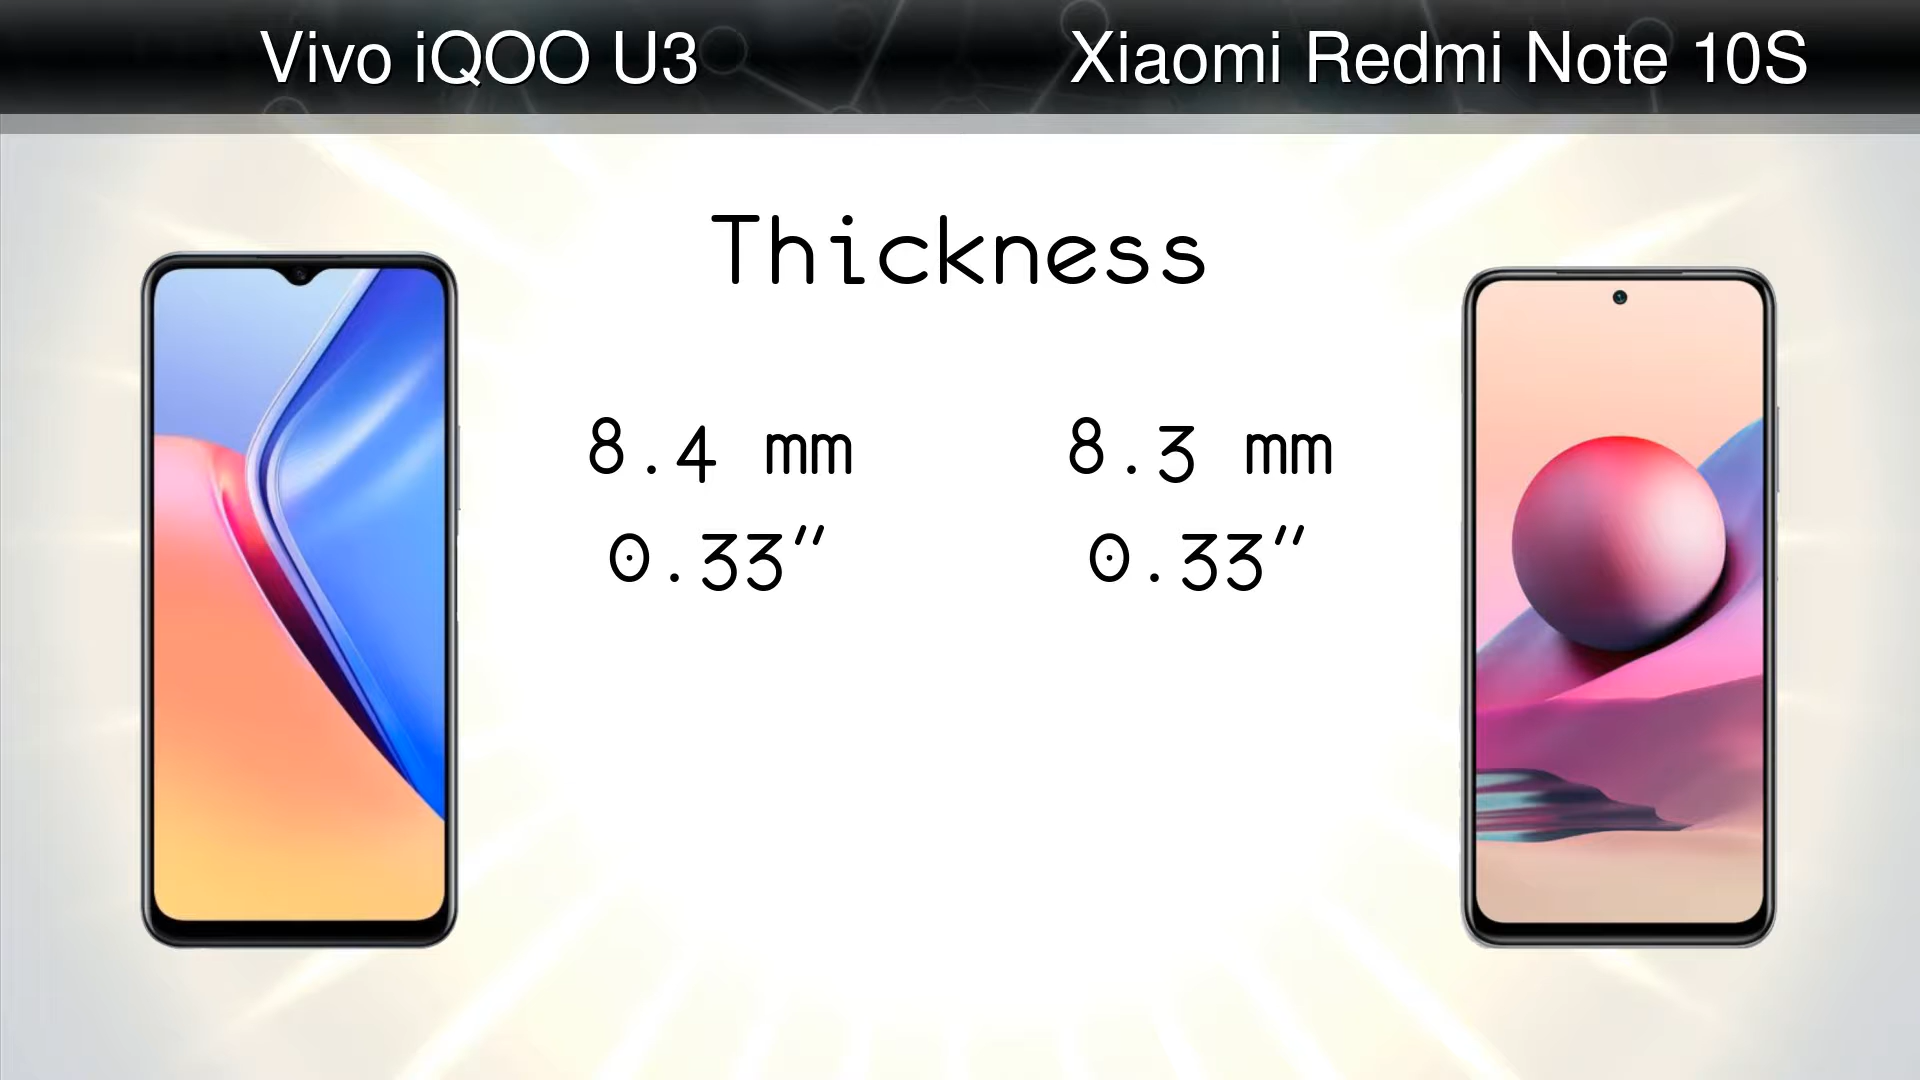 Vivo iQOO U3
Xiaomi Redmi Note 10S
Thickness
8.4 mm
8.3 mm
0.33"
0.33"